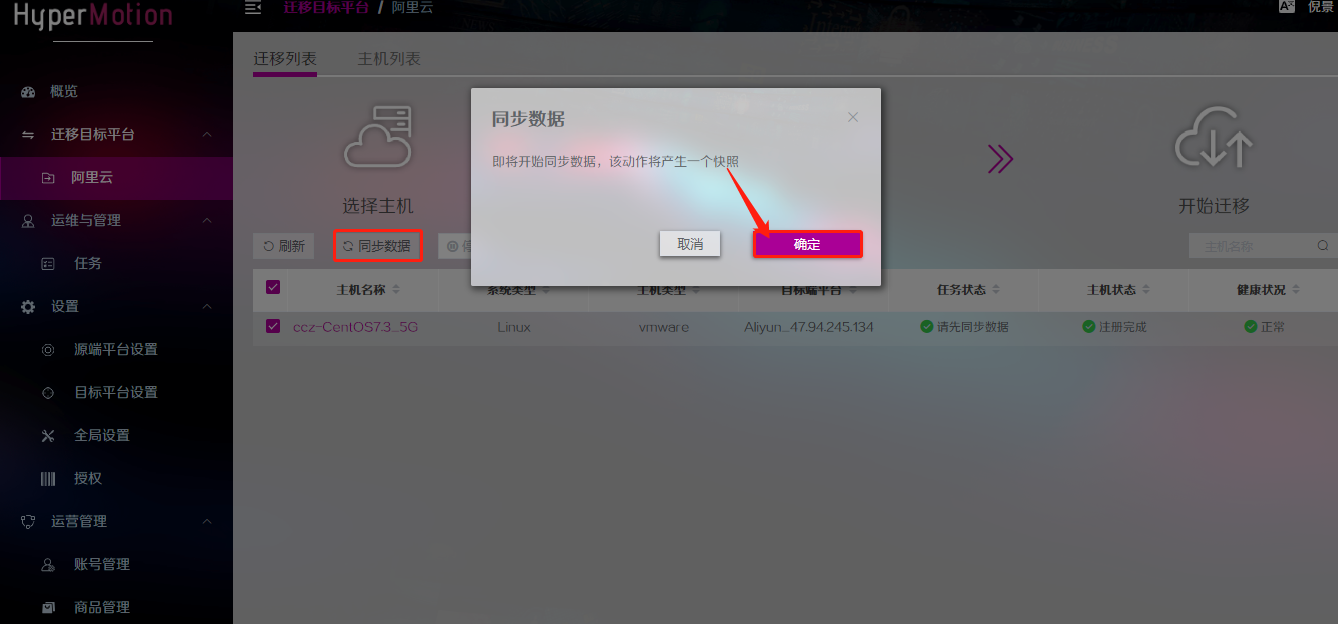 HyperMotion
迁移目标平台 / 阿里云
倪景
概览
迁移目标平台
阿里云
运维与管理
任务
设置
源端平台设置
目标平台设置
全局设置
授权
运营管理
账号管理
商品管理
迁移列表
主机列表
选择主机
开始迁移
刷新
同步数据
主机名称
同步数据
即将开始同步数据，该动作将产生一个快照
取消
确定
主机名称 系统类型 主机类型 目标端平台 任务状态 主机状态 健康状况
ccz-CentOS7.3_5G Linux vmware Aliyun_47.94.245.134 请先同步数据 注册完成 正常